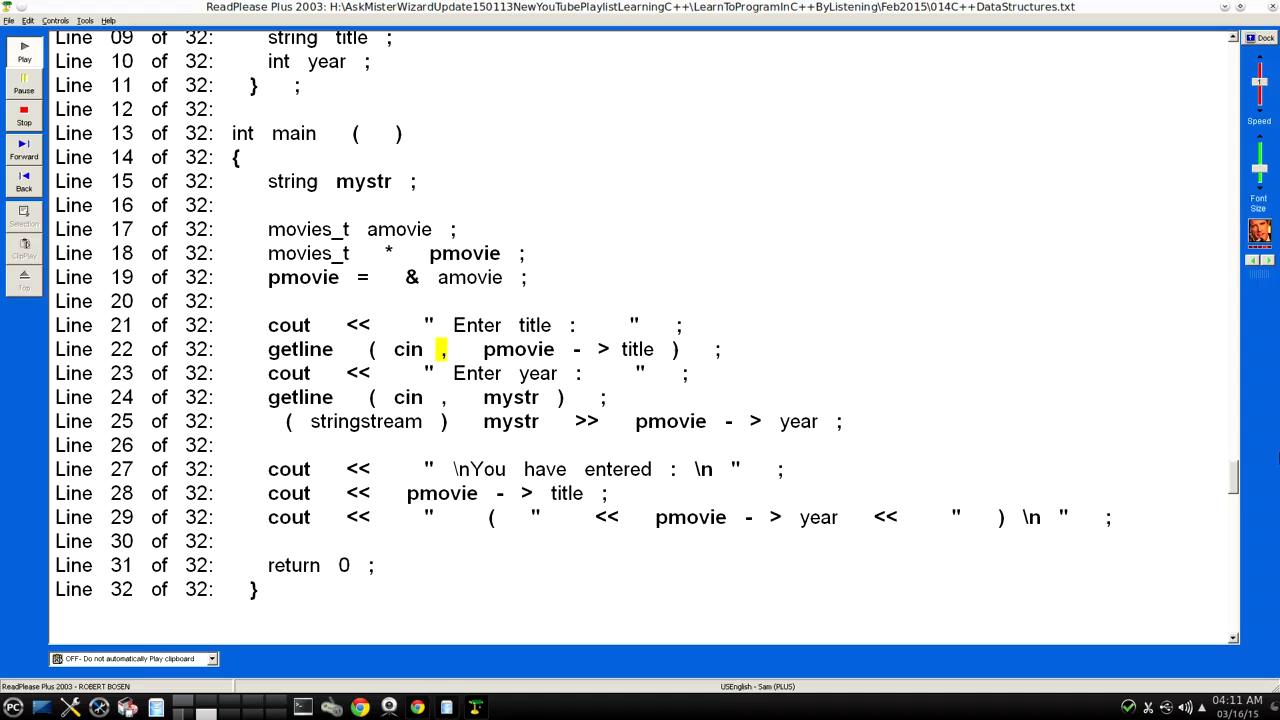 ReadPlease Plus 2003: H:\AskMisterWizardUpdate150113NewYouTubePlaylistLearningC++\LearnToProgramInC++ByListening\Feb2015\014C++DataStructures.txt
File Edit Controls Tools Help
Play
Pause
Stop
Forward
Back
Selection
ClipPlay
Top
Line 09 of 32: string title ;
Line 10 of 32: int year ;
Line 11 of 32: } ;
Line 12 of 32:
Line 13 of 32: int main ( )
Line 14 of 32: {
Line 15 of 32: string mystr ;
Line 16 of 32:
Line 17 of 32: movies_t amovie ;
Line 18 of 32: movies_t * pmovie ;
Line 19 of 32: pmovie = & amovie ;
Line 20 of 32:
Line 21 of 32: cout << " Enter title : " ;
Line 22 of 32: getline ( cin , pmovie - > title ) ;
Line 23 of 32: cout << " Enter year : " ;
Line 24 of 32: getline ( cin , mystr ) ;
Line 25 of 32: ( stringstream ) mystr >> pmovie - > year ;
Line 26 of 32:
Line 27 of 32: cout << " \nYou have entered : \n " ;
Line 28 of 32: cout << pmovie - > title ;
Line 29 of 32: cout << " ( " << pmovie - > year << " ) \n " ;
Line 30 of 32:
Line 31 of 32: return 0 ;
Line 32 of 32: }
Dock
Speed
Font
Size
OFF- Do not automatically Play clipboard
ReadPlease Plus 2003 - ROBERT BOSEN
USEnglish - Sam (PLUS)
PC
04:11 AM
03/16/15